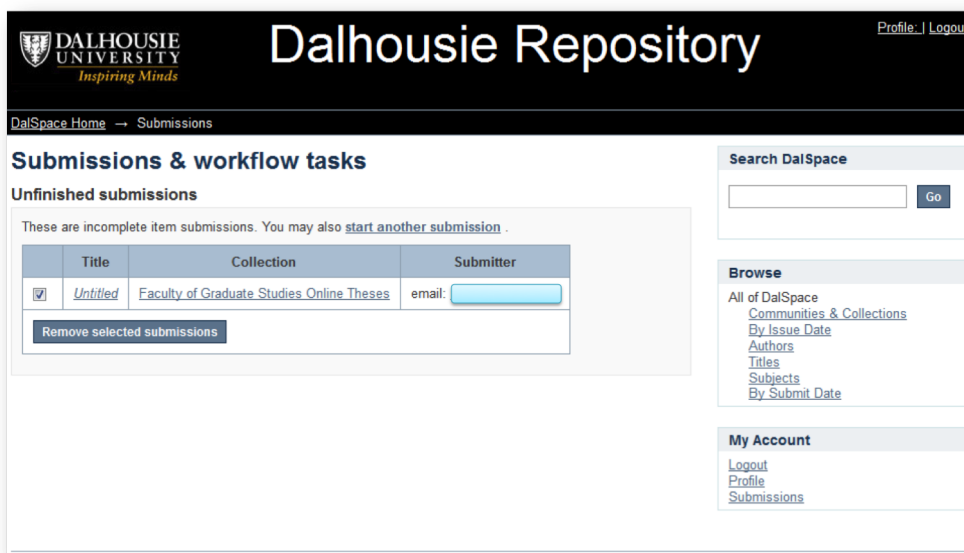 DALHOUSIE
UNIVERSITY
Inspiring Minds
Dalhousie Repository
Profile: | Logou
DalSpace Home → Submissions
Submissions & workflow tasks
Unfinished submissions
These are incomplete item submissions. You may also start another submission .
Title Collection Submitter
Untitled Faculty of Graduate Studies Online Theses email:
Remove selected submissions
Search DalSpace
Go
Browse
All of DalSpace
Communities & Collections
By Issue Date
Authors
Titles
Subjects
By Submit Date
My Account
Logout
Profile
Submissions